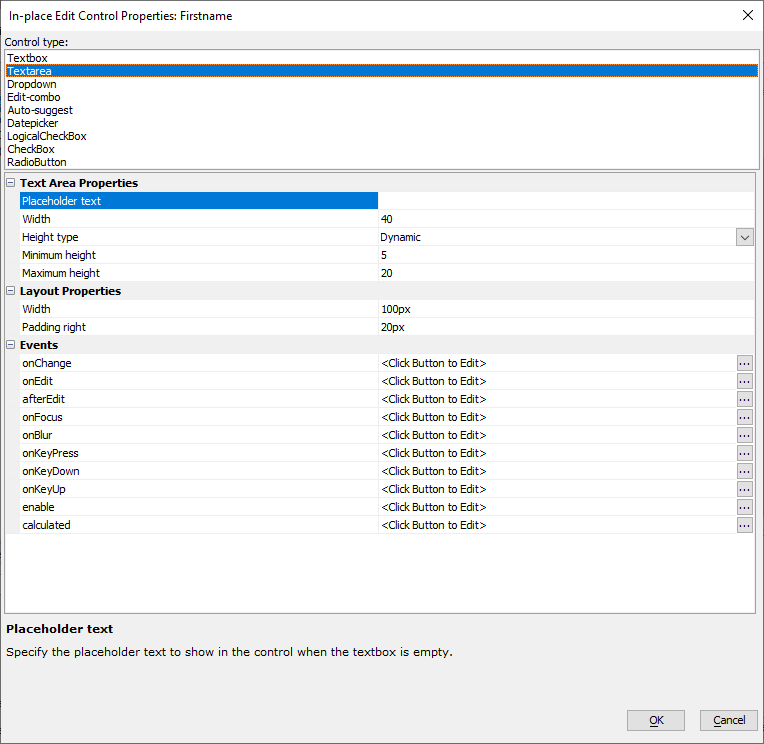 In-place Edit Control Properties: Firstname
Control type:
Textbox
Textarea
Dropdown
Edit-combo
Auto-suggest
Datepicker
LogicalCheckBox
CheckBox
RadioButton
Text Area Properties
Placeholder text
Width 40
Height type Dynamic
Minimum height 5
Maximum height 20
Layout Properties
Width 100px
Padding right 20px
Events
onChange <Click Button to Edit> ...
onEdit <Click Button to Edit> ...
afterEdit <Click Button to Edit> ...
onFocus <Click Button to Edit> ...
onBlur <Click Button to Edit> ...
onKeyPress <Click Button to Edit> ...
onKeyDown <Click Button to Edit> ...
onKeyUp <Click Button to Edit> ...
enable <Click Button to Edit> ...
calculated <Click Button to Edit> ...
Placeholder text
Specify the placeholder text to show in the control when the textbox is empty.
OK Cancel